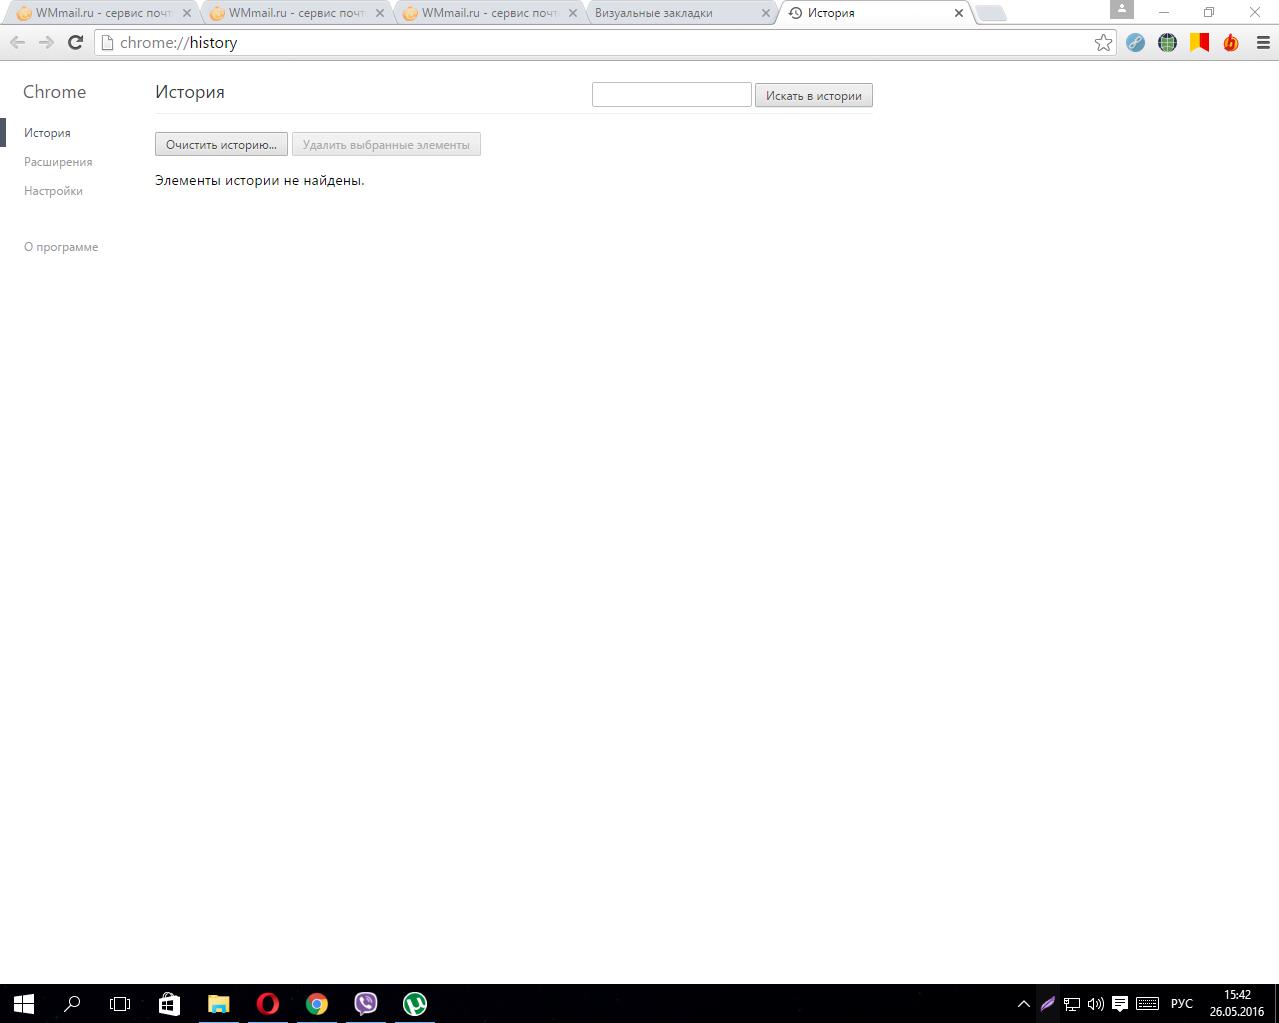 WMmail.ru - сервис почт
WMmail.ru - сервис почт
WMmail.ru - сервис почт
Визуальные закладки
История
chrome://history
Chrome
История
Искать в истории
История
Расширения
Настройки
О программе
Очистить историю...
Удалить выбранные элементы
Элементы истории не найдены.
РУС
15:42
26.05.2016